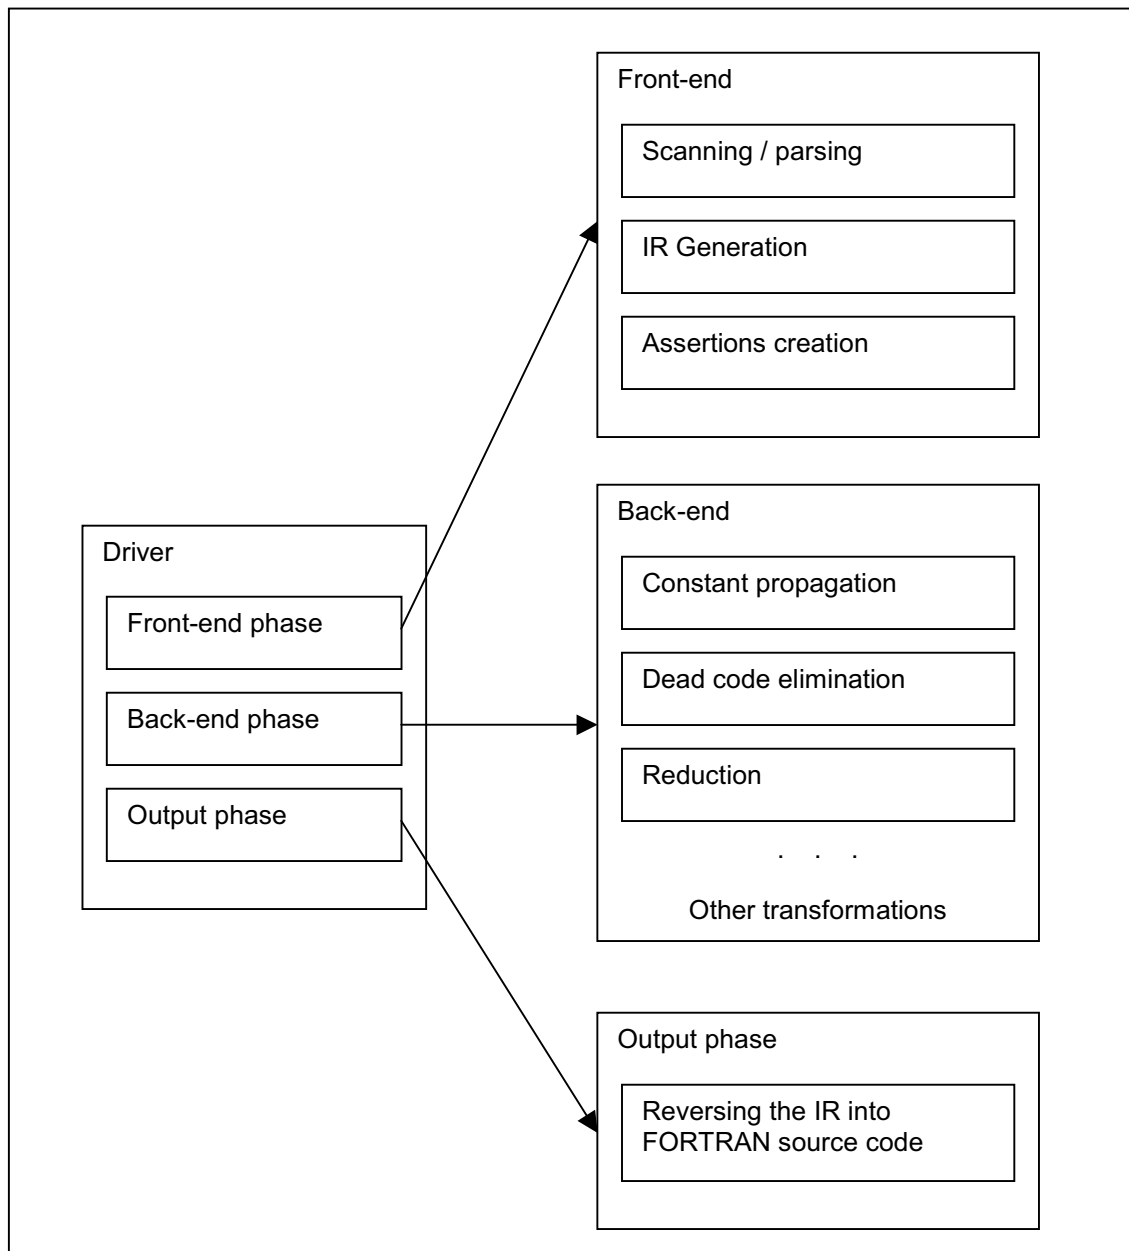 Front-end
Scanning / parsing
IR Generation
Assertions creation
Driver
Front-end phase
Back-end phase
Output phase
Back-end
Constant propagation
Dead code elimination
Reduction
. . .
Other transformations
Output phase
Reversing the IR into
FORTRAN source code